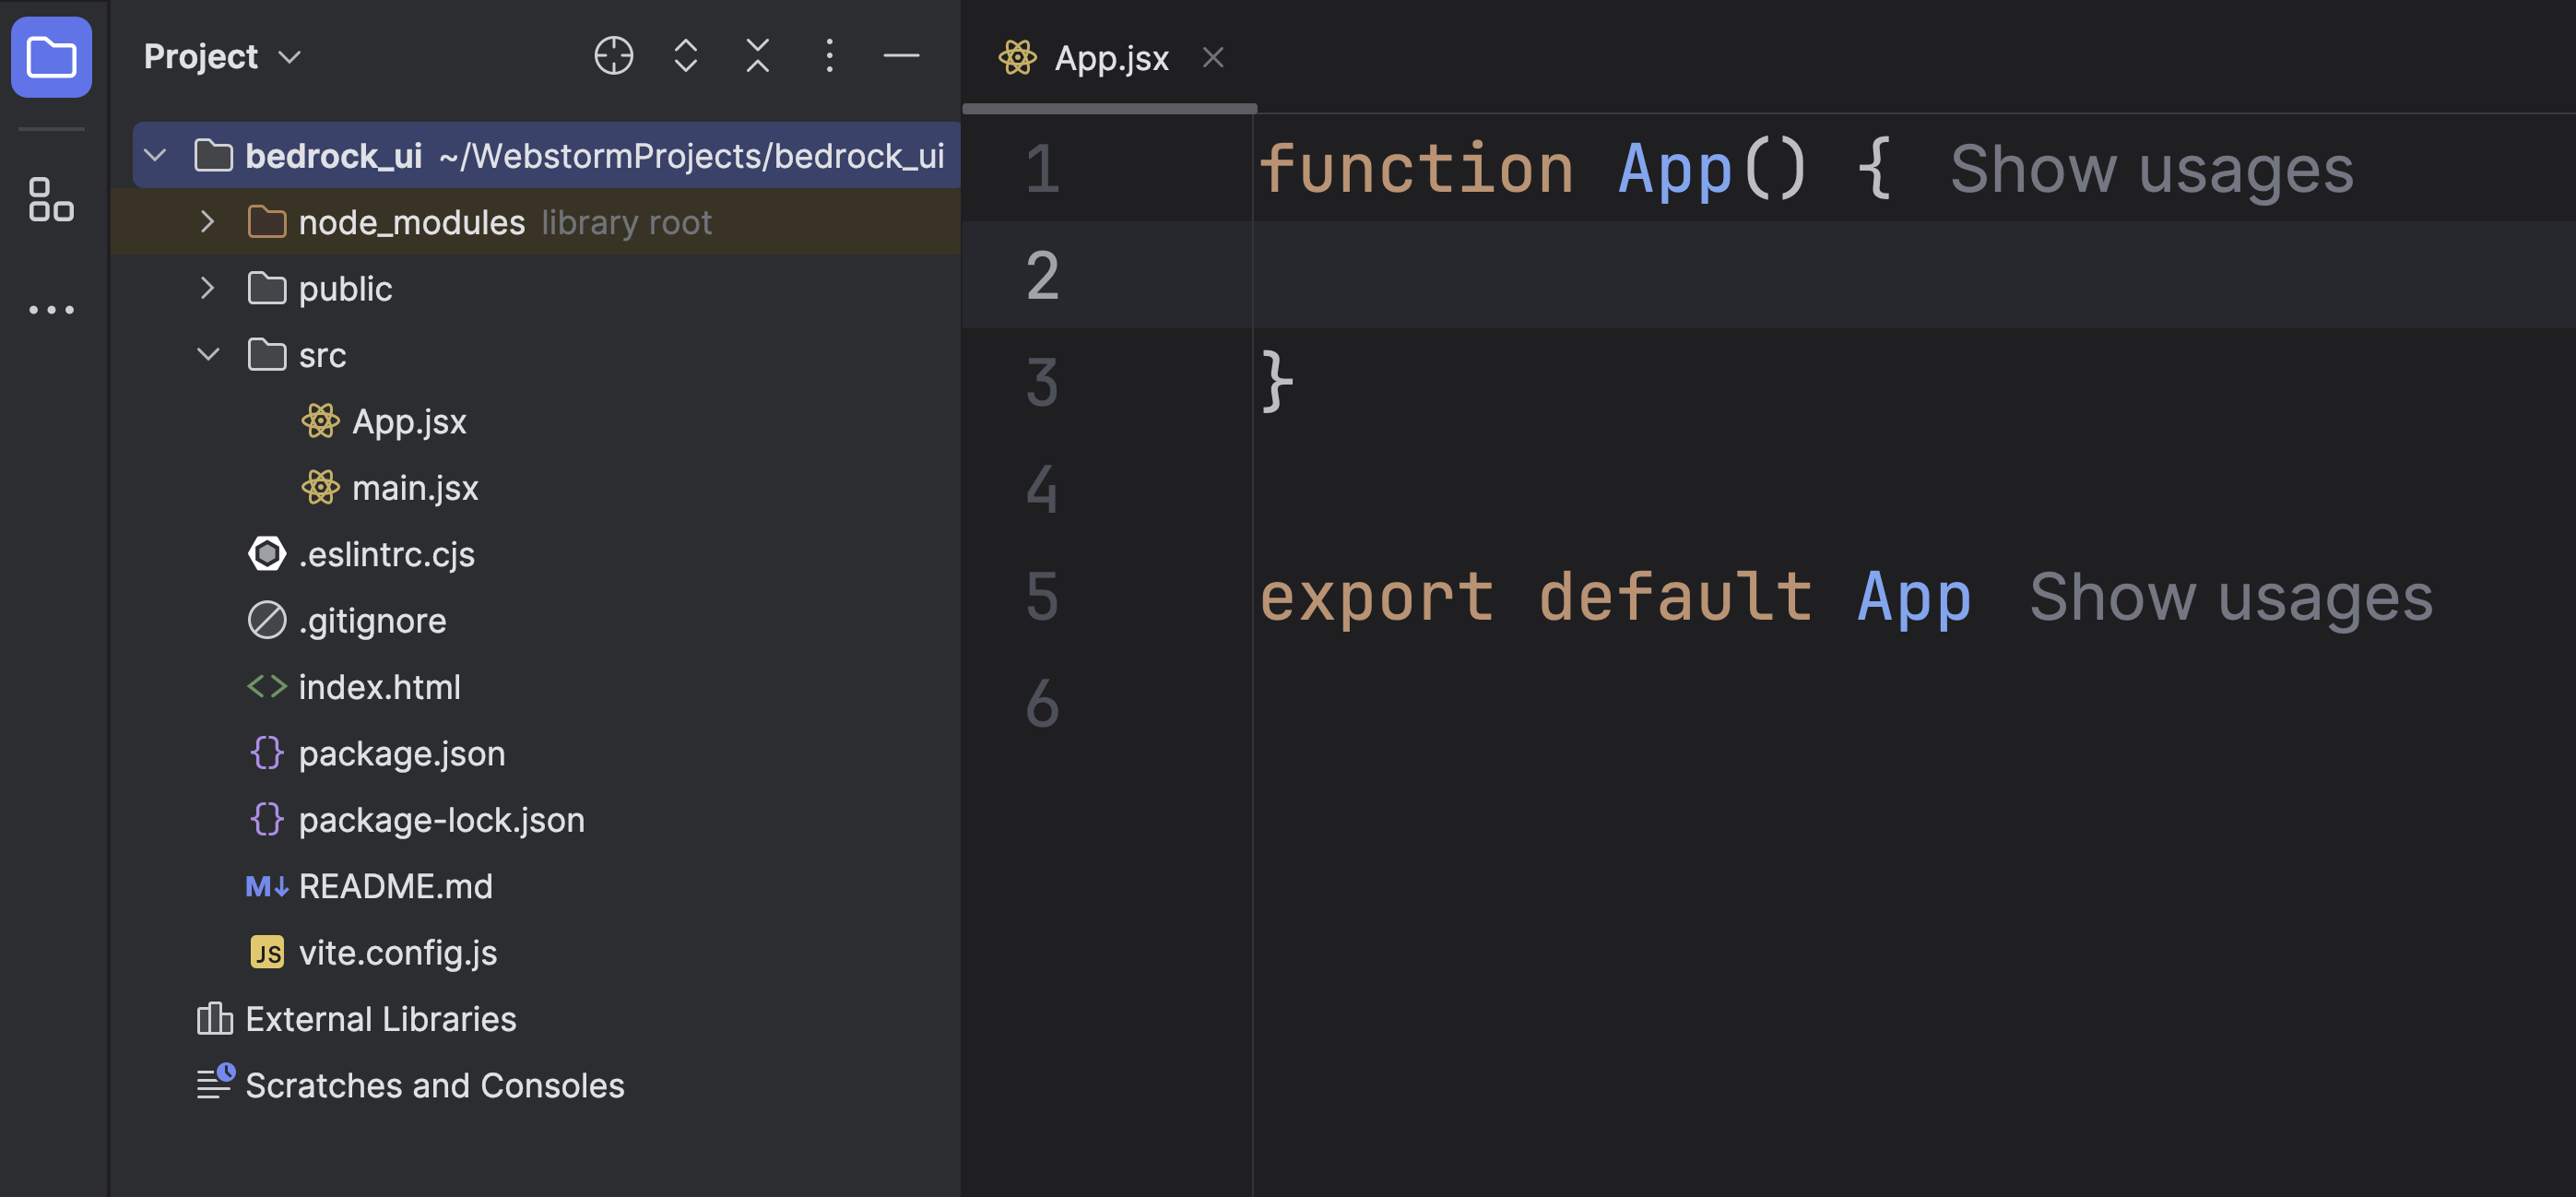 Project
bedrock_ui ~/WebstormProjects/bedrock_ui
node_modules library root
public
src
App.jsx
main.jsx
.eslintrc.cjs
.gitignore
index.html
package.json
package-lock.json
M↓ README.md
JS vite.config.js
External Libraries
Scratches and Consoles
App.jsx
1 function App() { Show usages
2
3 }
4
5 export default App Show usages
6